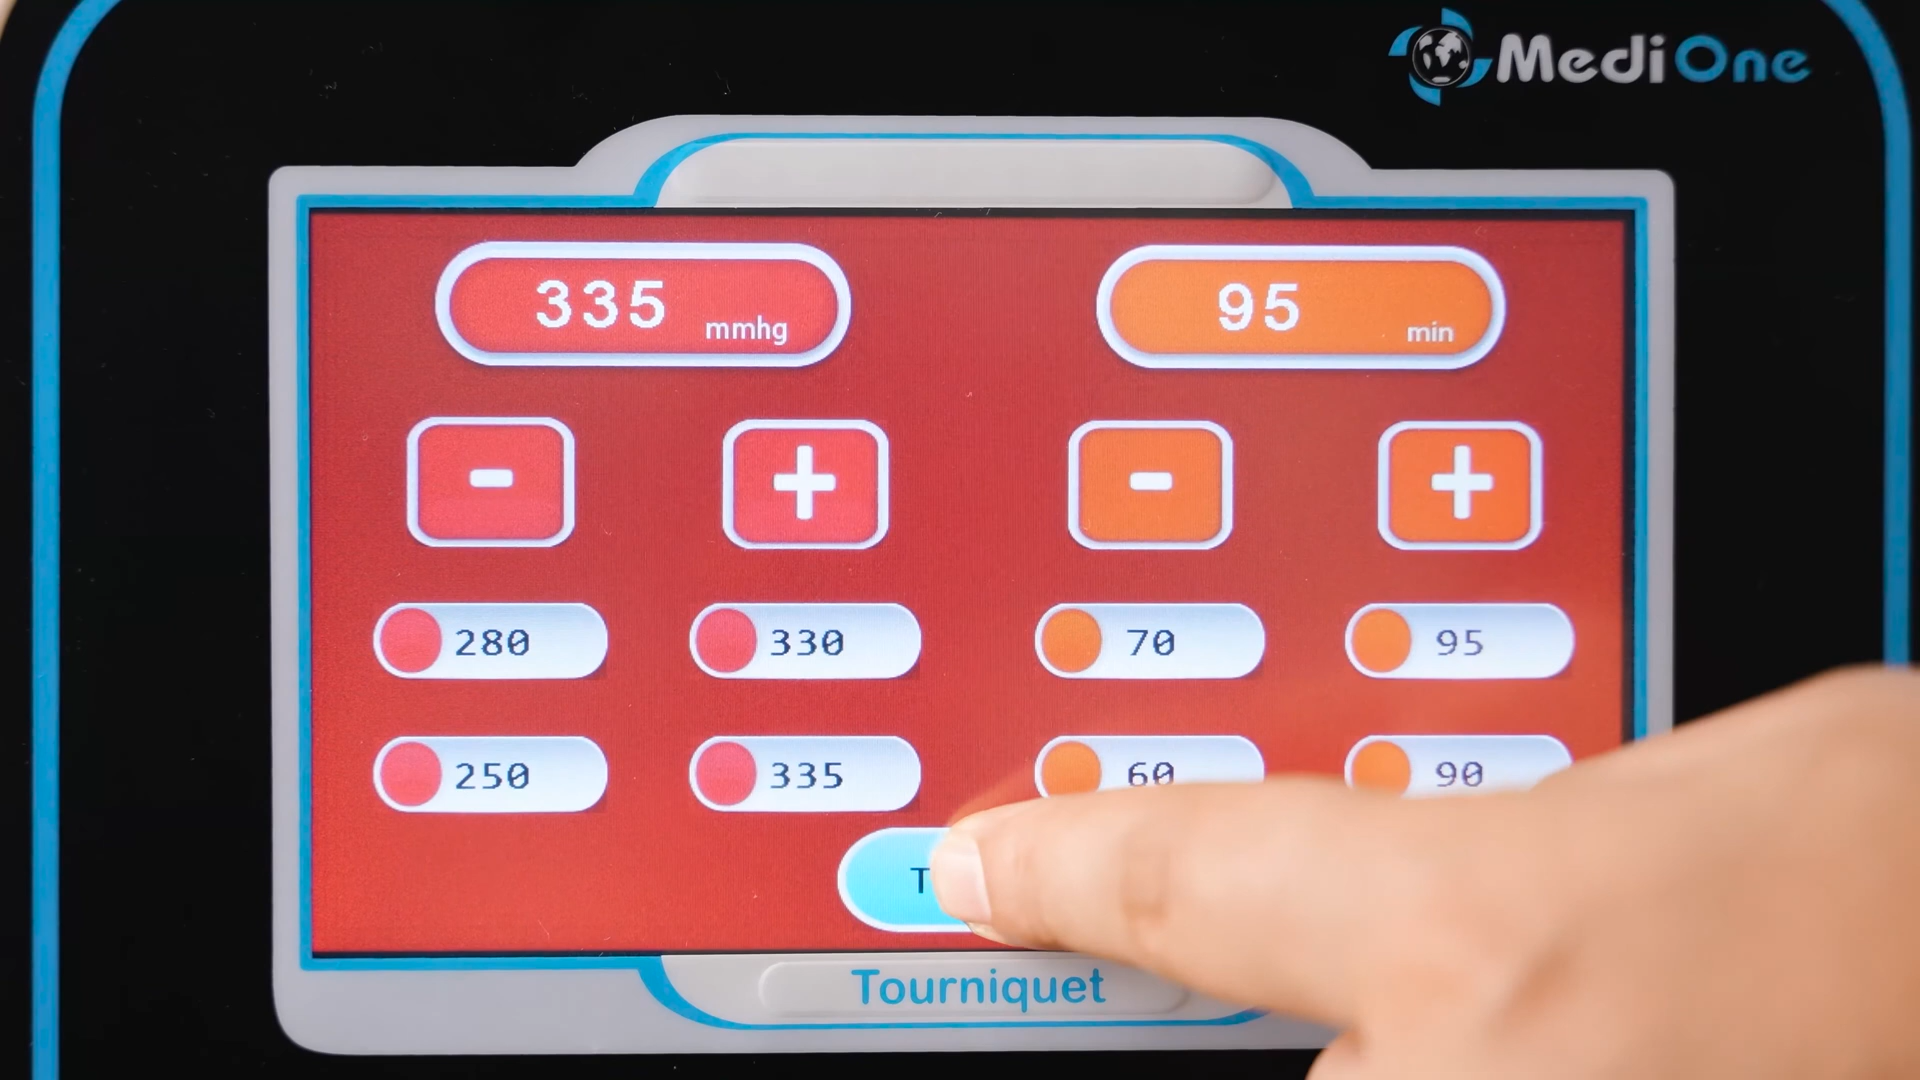 MediOne
335 mmhg
95 min
- + - +
280 330 70 95
250 335 60 90
Tourniquet